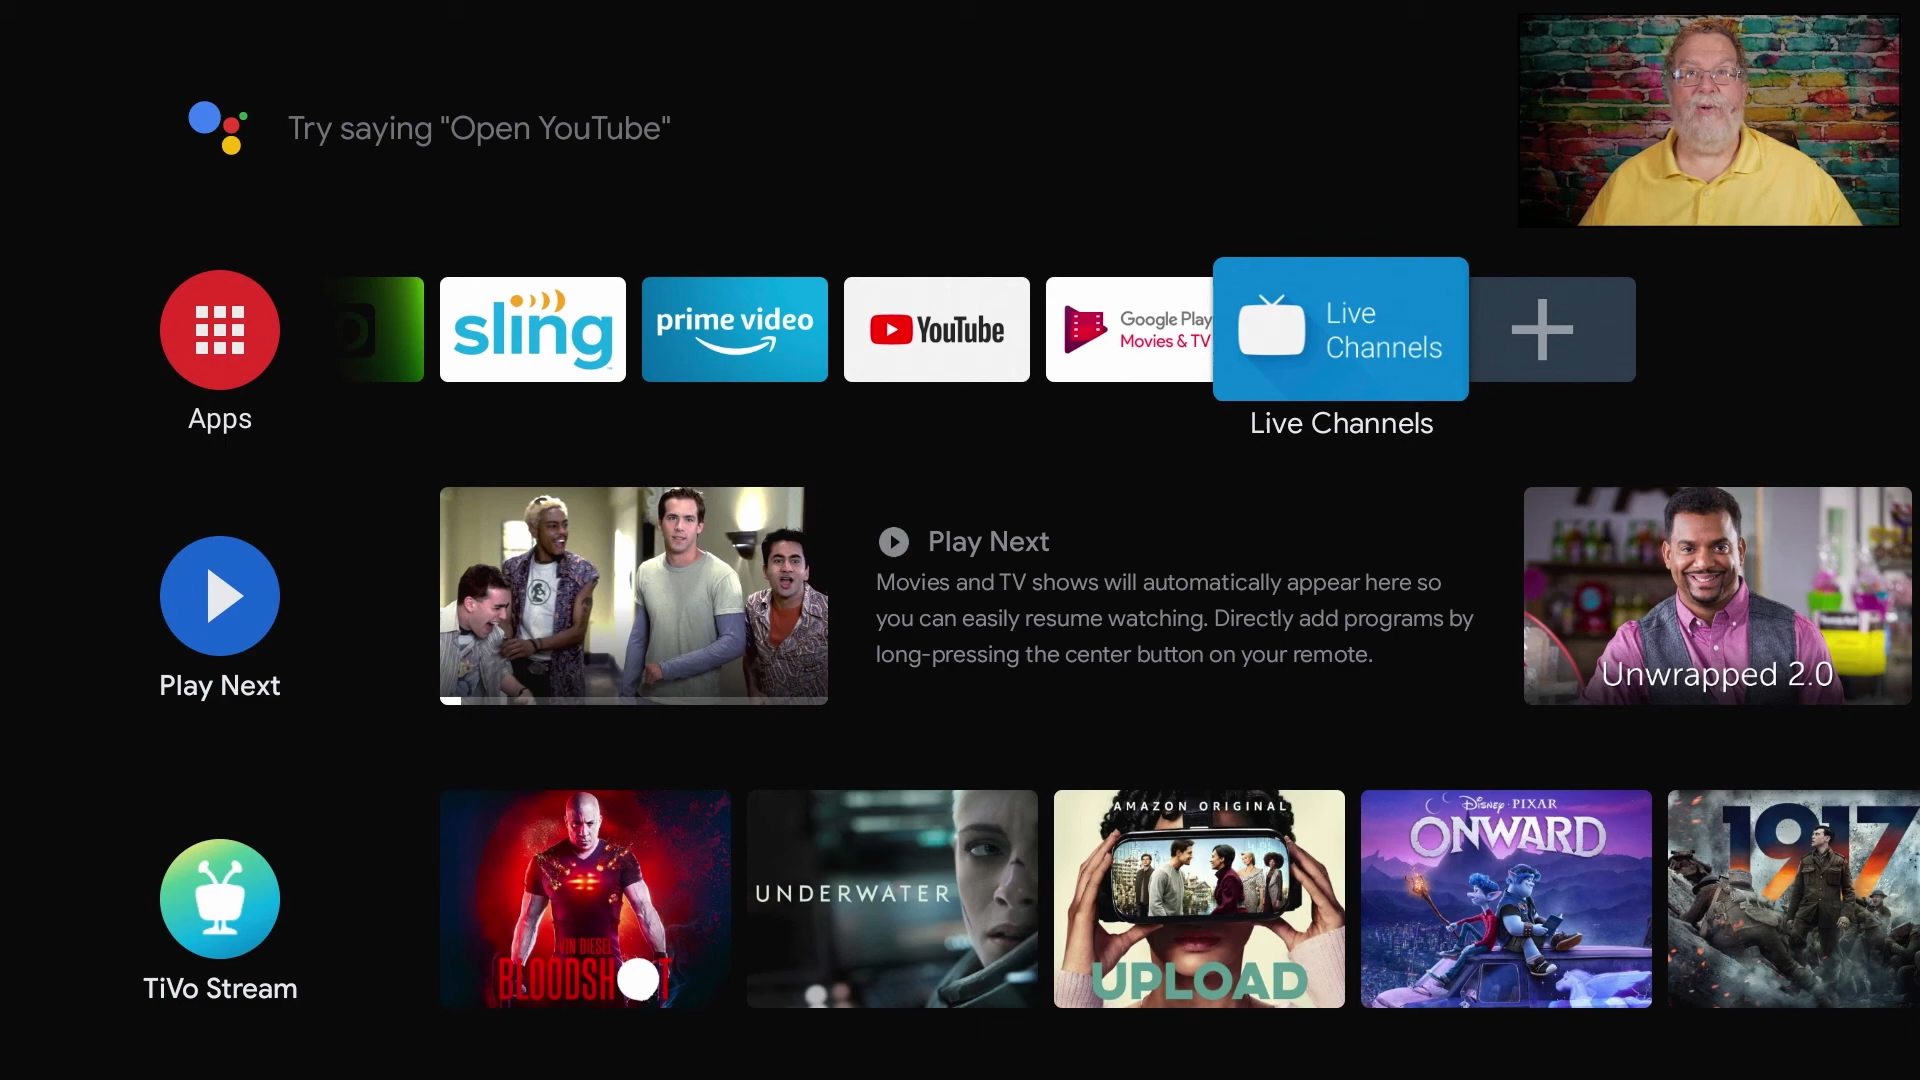 Try saying "Open YouTube"
Apps
sling
prime video
YouTube
Google Play
Movies & TV
Live
Channels
Live Channels
Play Next
Play Next
Movies and TV shows will automatically appear here so
you can easily resume watching. Directly add programs by
long-pressing the center button on your remote.
Unwrapped 2.0
TiVo Stream
VIN DIESEL
BLOODSHOT
UNDERWATER
AMAZON ORIGINAL
UPLOAD
Disney · PIXAR
ONWARD
1917